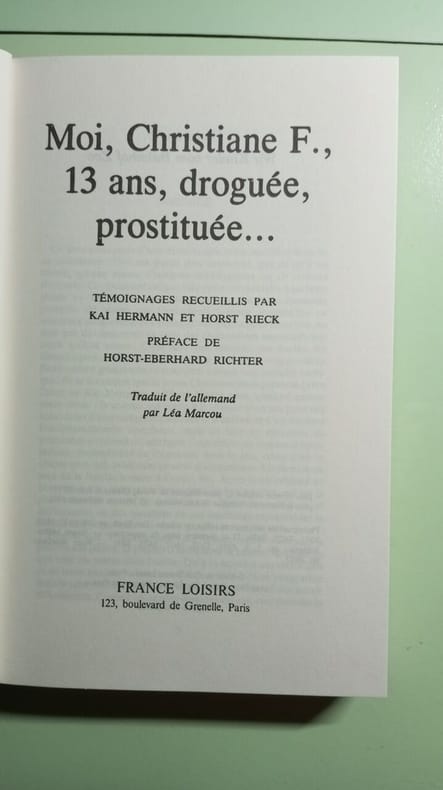 Moi, Christiane F.,
13 ans, droguée,
prostituée...
TÉMOIGNAGES RECUEILLIS PAR
KAI HERMANN ET HORST RIECK
PRÉFACE DE
HORST-EBERHARD RICHTER
Traduit de l'allemand
par Léa Marcou
FRANCE LOISIRS
123, boulevard de Grenelle, Paris